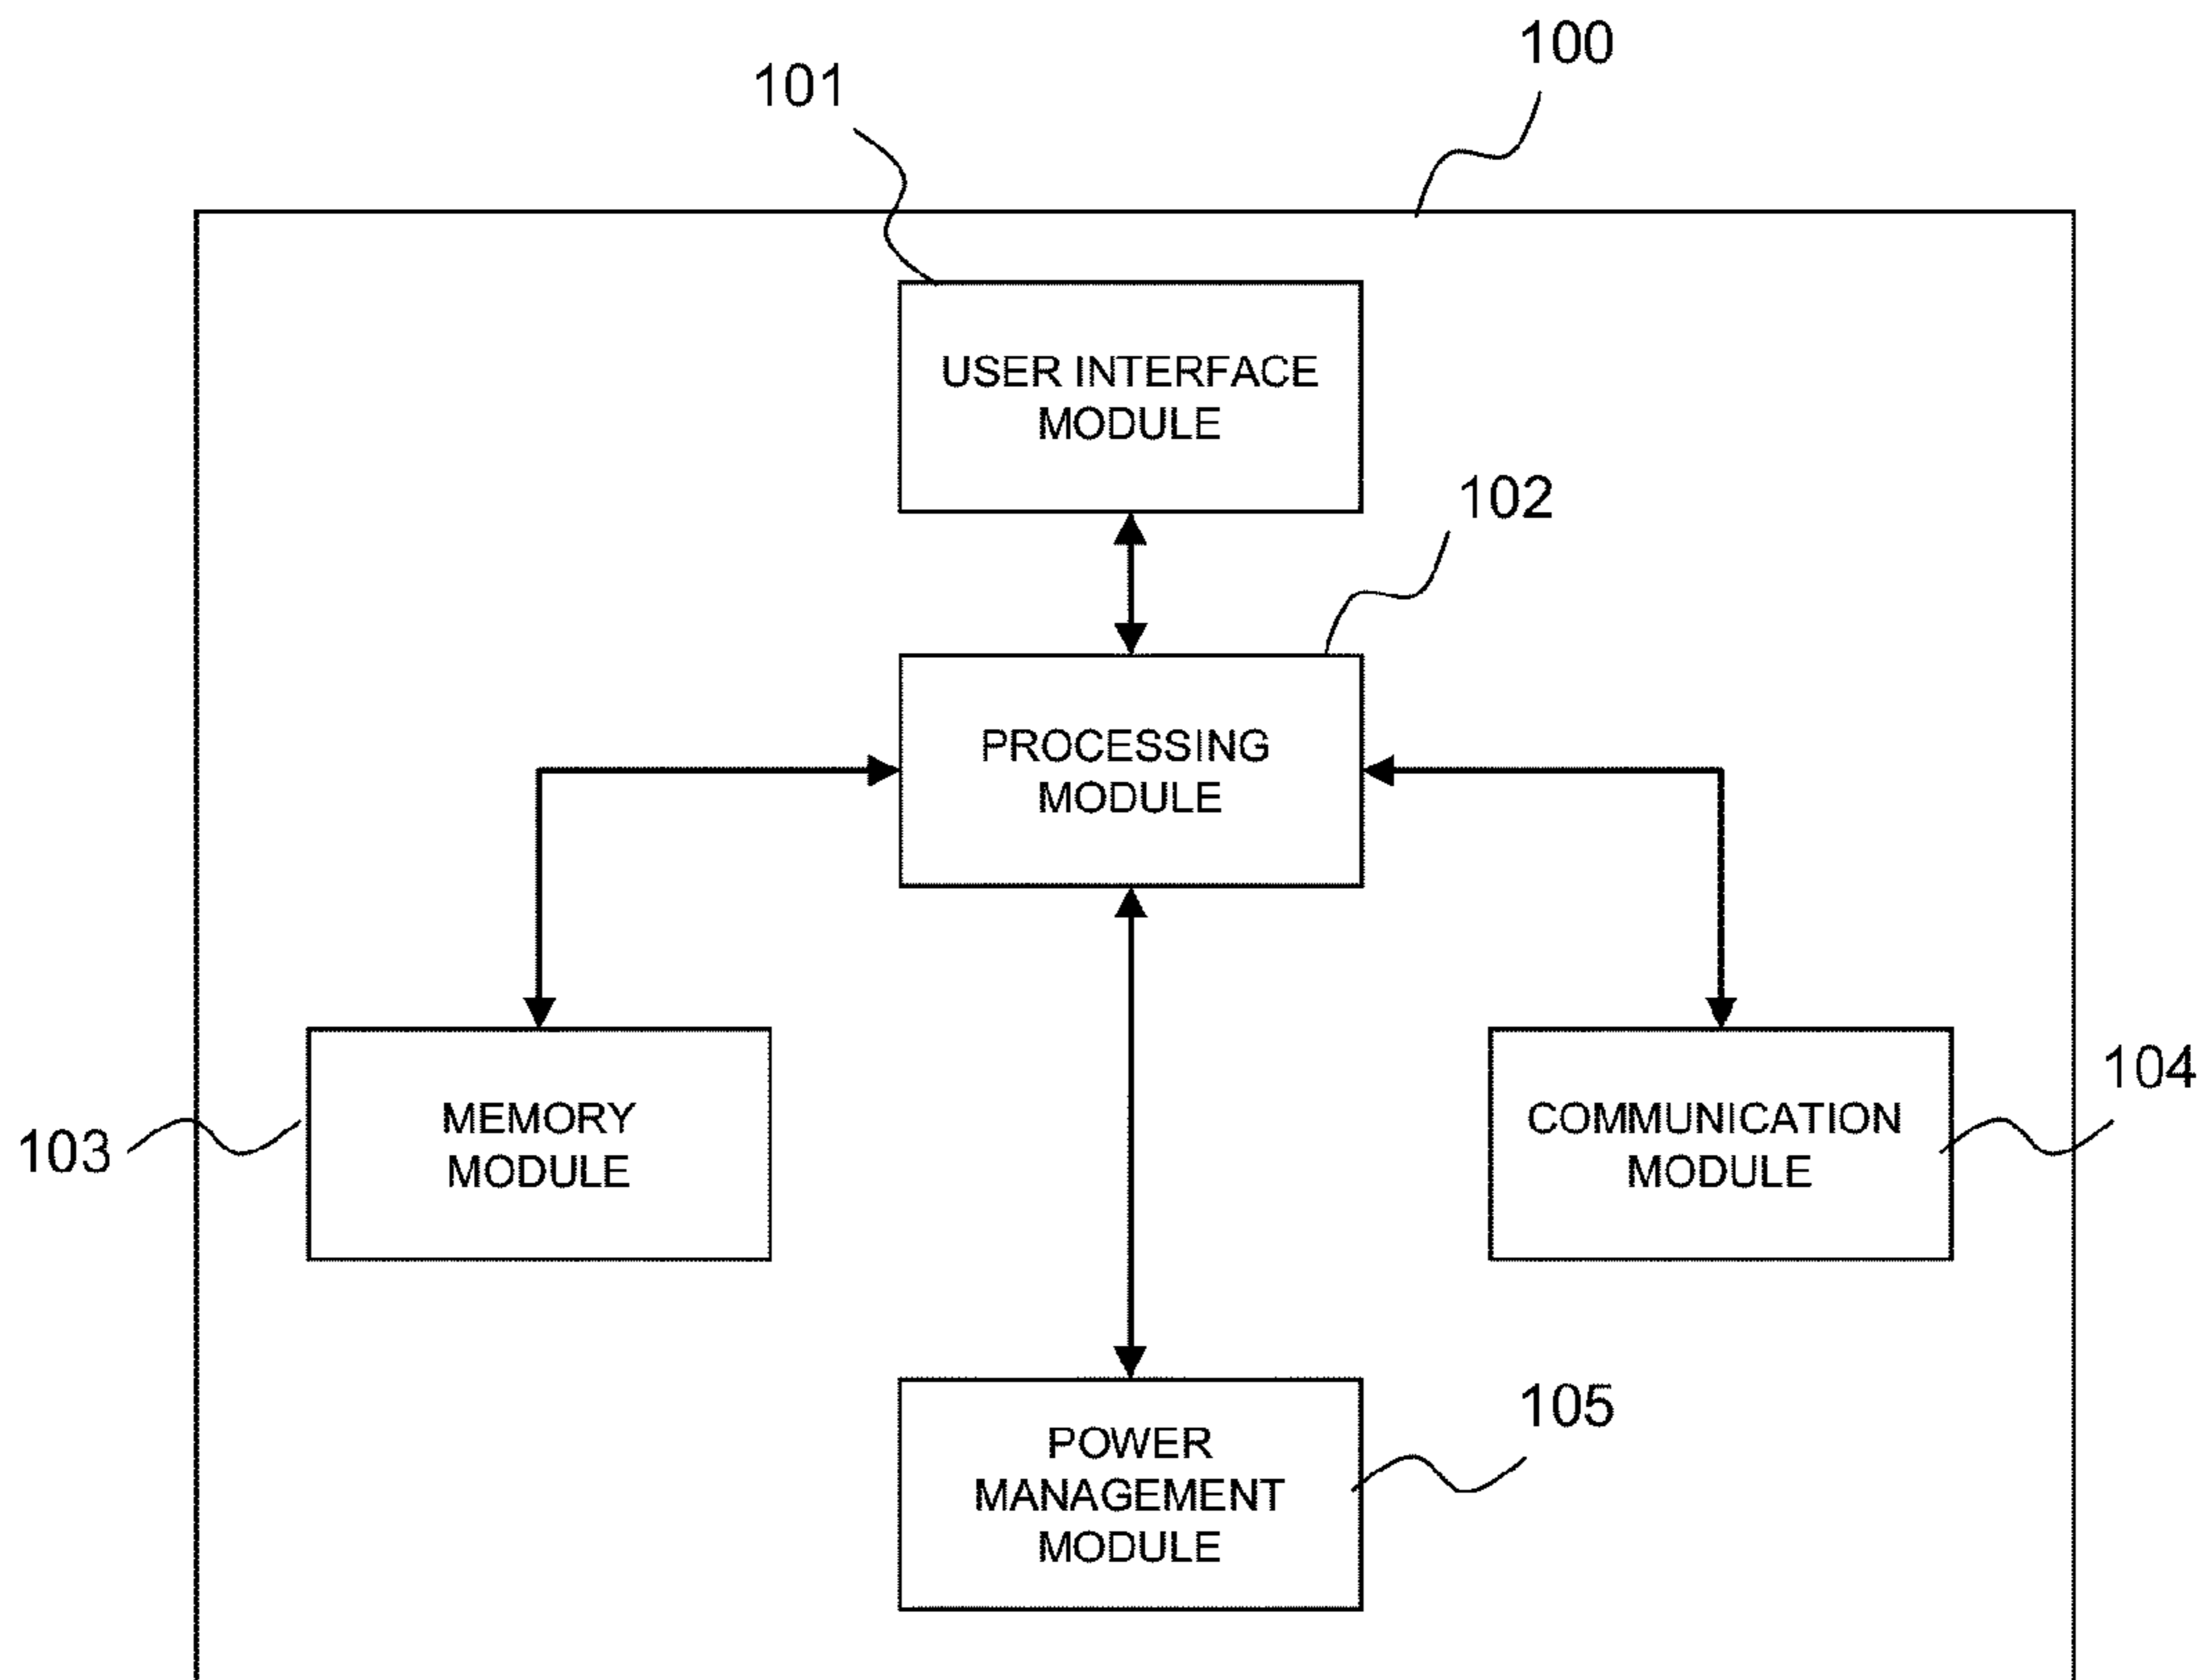 100
101
USER INTERFACE
MODULE
102
PROCESSING
MODULE
103
MEMORY
MODULE
104
COMMUNICATION
MODULE
105
POWER
MANAGEMENT
MODULE